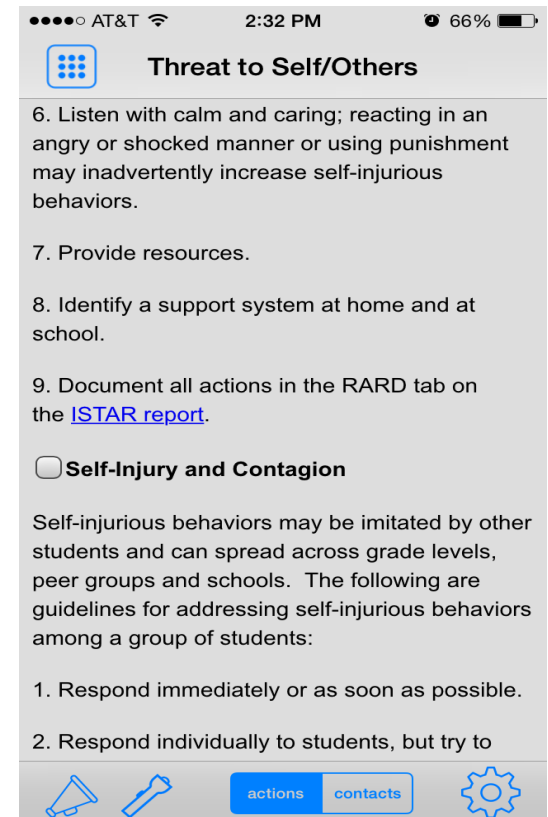 AT&T 2:32 PM 66%
Threat to Self/Others
6. Listen with calm and caring; reacting in an
angry or shocked manner or using punishment
may inadvertently increase self-injurious
behaviors.
7. Provide resources.
8. Identify a support system at home and at
school.
9. Document all actions in the RARD tab on
the ISTAR report.
Self-Injury and Contagion
Self-injurious behaviors may be imitated by other
students and can spread across grade levels,
peer groups and schools.  The following are
guidelines for addressing self-injurious behaviors
among a group of students:
1. Respond immediately or as soon as possible.
2. Respond individually to students, but try to
actions contacts